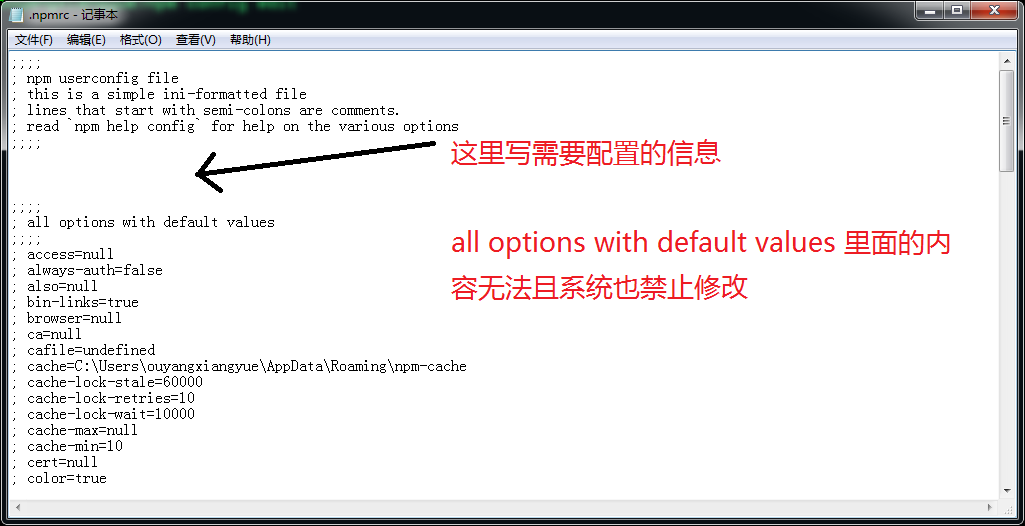 .npmrc - 记事本
文件(F) 编辑(E) 格式(O) 查看(V) 帮助(H)
;;;;
; npm userconfig file
; this is a simple ini-formatted file
; lines that start with semi-colons are comments.
; read `npm help config` for help on the various options
;;;;
这里写需要配置的信息
;;;;
; all options with default values
;;;;
all options with default values 里面的内
容无法且系统也禁止修改
; access=null
; always-auth=false
; also=null
; bin-links=true
; browser=null
; ca=null
; cafile=undefined
; cache=C:\Users\ouyangxiangyue\AppData\Roaming\npm-cache
; cache-lock-stale=60000
; cache-lock-retries=10
; cache-lock-wait=10000
; cache-max=null
; cache-min=10
; cert=null
; color=true